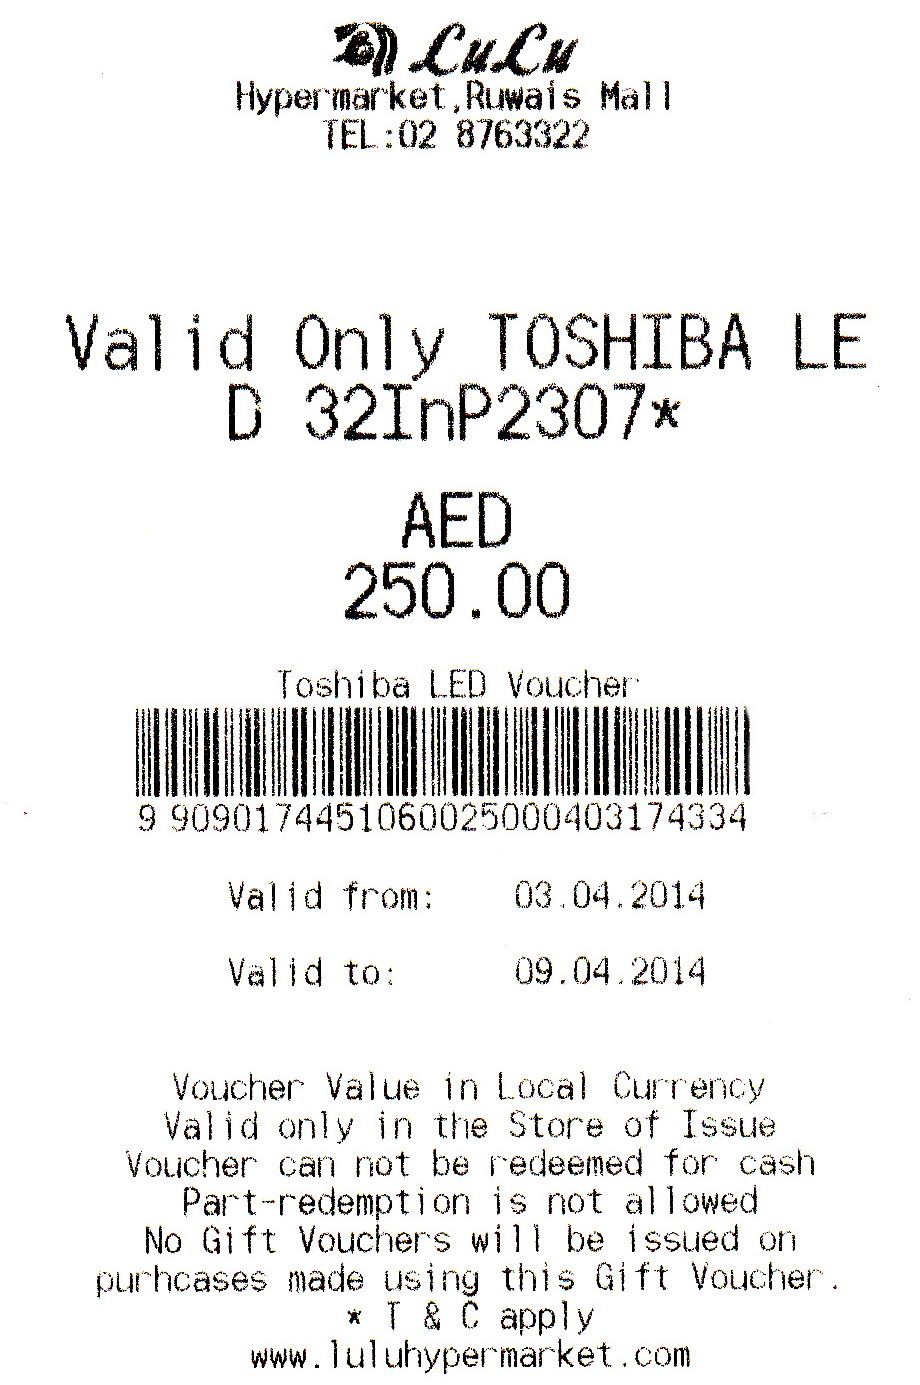 LuLu
Hypermarket,Ruwais Mall
TEL:02 8763322
Valid Only TOSHIBA LE
D 32InP2307*
AED
250.00
Toshiba LED Voucher
9 9090174451060025000403174334
Valid from: 03.04.2014
Valid to: 09.04.2014
Voucher Value in Local Currency
Valid only in the Store of Issue
Voucher can not be redeemed for cash
Part-redemption is not allowed
No Gift Vouchers will be issued on
purhcases made using this Gift Voucher.
* T & C apply
www.luluhypermarket.com